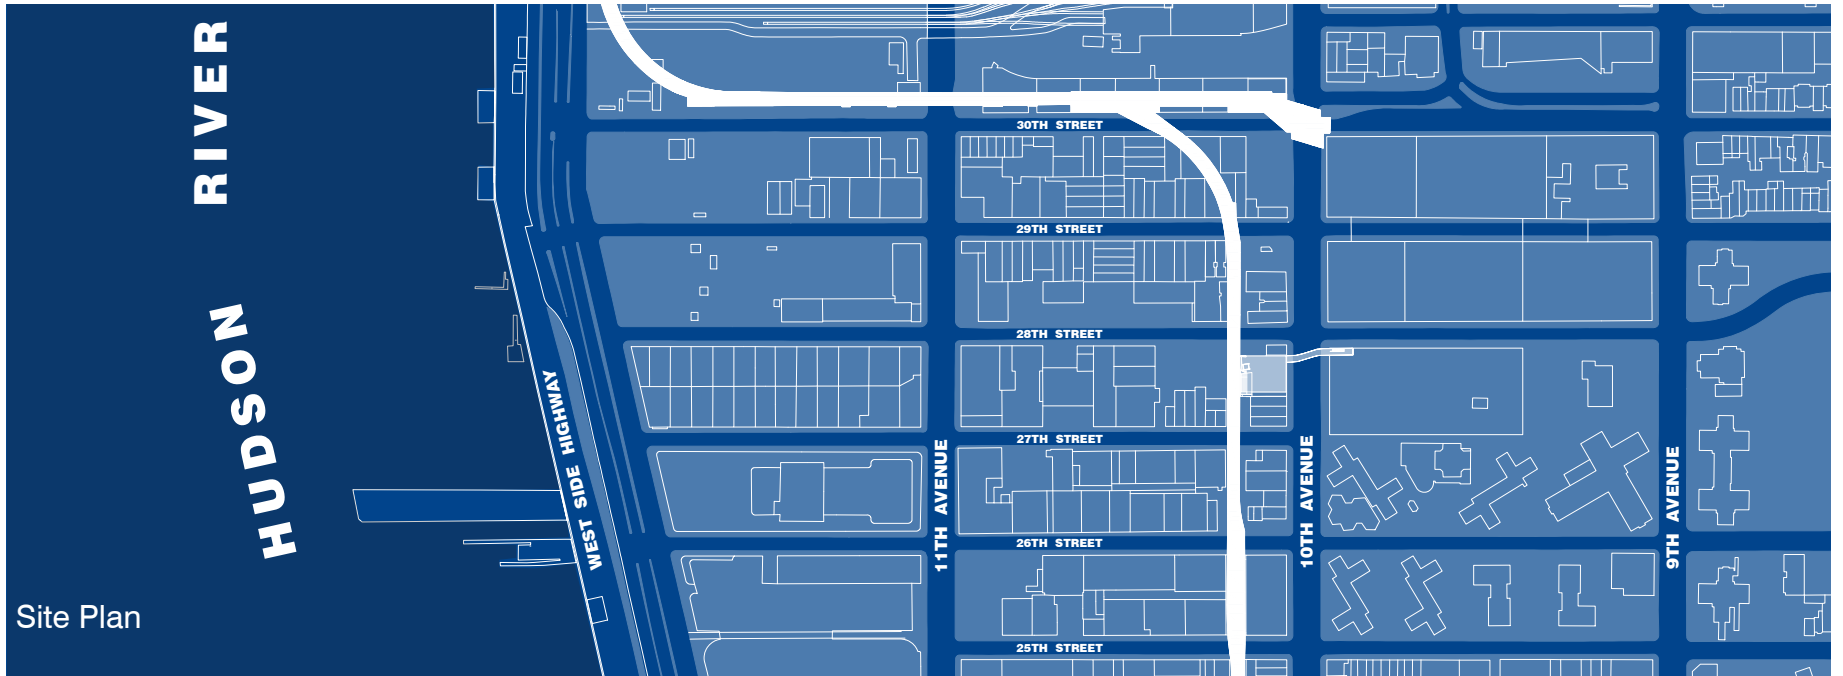 HUDSON RIVER
30TH STREET
29TH STREET
28TH STREET
27TH STREET
26TH STREET
25TH STREET
WEST SIDE HIGHWAY
11TH AVENUE
10TH AVENUE
9TH AVENUE
Site Plan